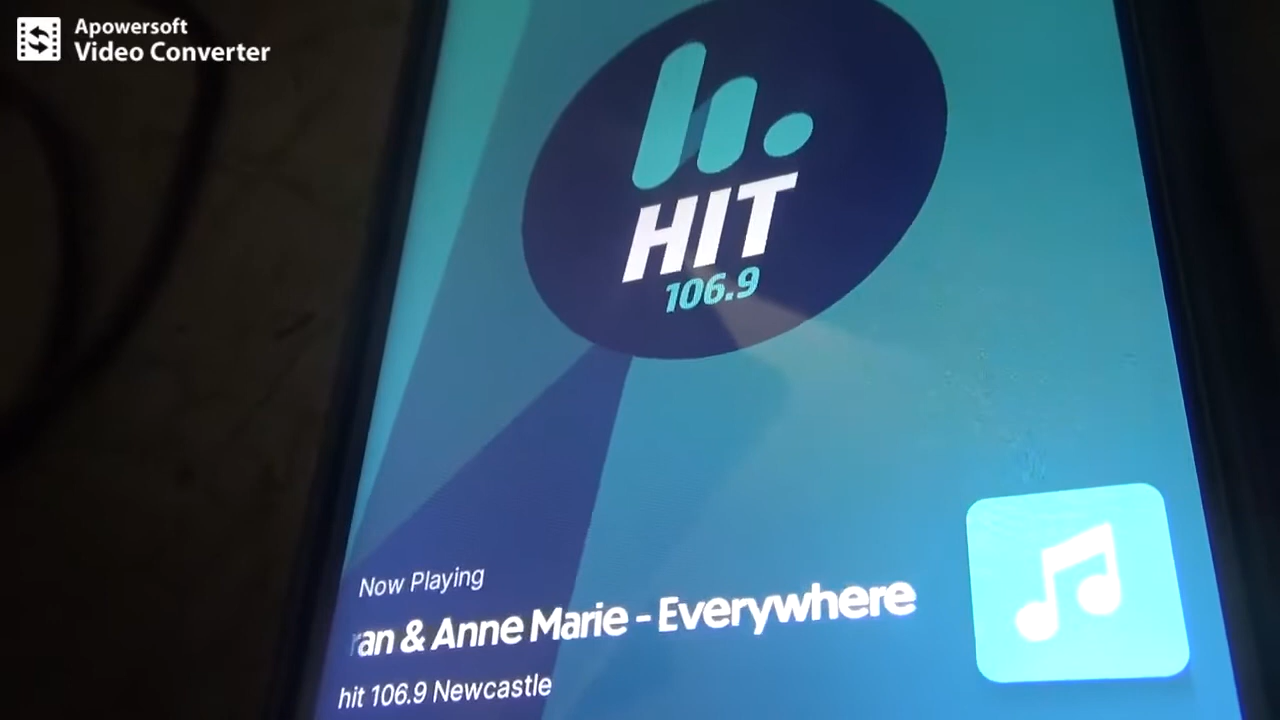 Apowersoft
Video Converter
h.
HIT
106.9
Now Playing
ran & Anne Marie - Everywhere
hit 106.9 Newcastle